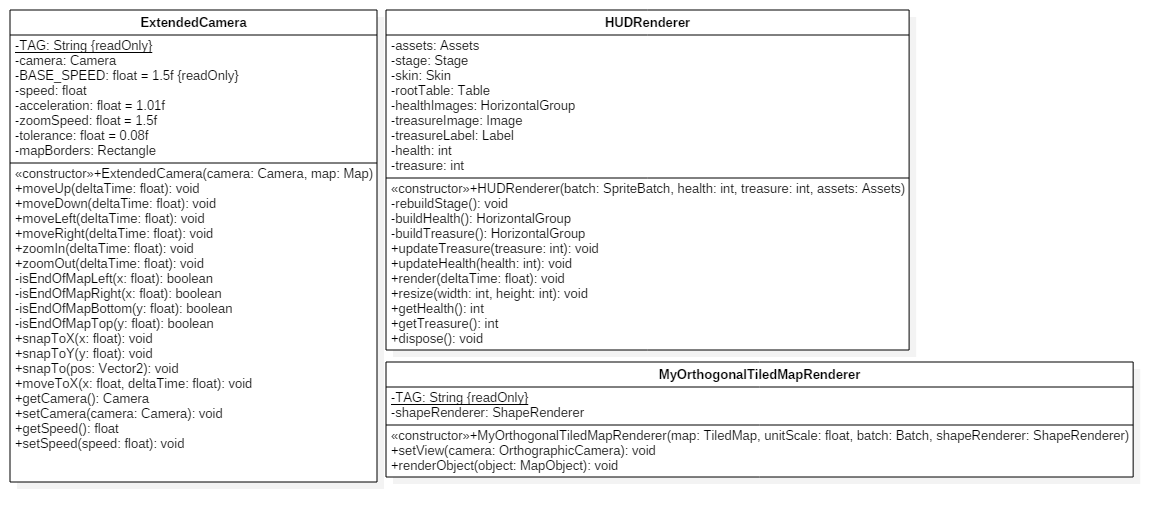 ExtendedCamera
-TAG: String {readOnly}
-camera: Camera
-BASE_SPEED: float = 1.5f {readOnly}
-speed: float
-acceleration: float = 1.01f
-zoomSpeed: float = 1.5f
-tolerance: float = 0.08f
-mapBorders: Rectangle
«constructor»+ExtendedCamera(camera: Camera, map: Map)
+moveUp(deltaTime: float): void
+moveDown(deltaTime: float): void
+moveLeft(deltaTime: float): void
+moveRight(deltaTime: float): void
+zoomIn(deltaTime: float): void
+zoomOut(deltaTime: float): void
-isEndOfMapLeft(x: float): boolean
-isEndOfMapRight(x: float): boolean
-isEndOfMapBottom(y: float): boolean
-isEndOfMapTop(y: float): boolean
+snapToX(x: float): void
+snapToY(y: float): void
+snapTo(pos: Vector2): void
+moveToX(x: float, deltaTime: float): void
+getCamera(): Camera
+setCamera(camera: Camera): void
+getSpeed(): float
+setSpeed(speed: float): void
HUDRenderer
-assets: Assets
-stage: Stage
-skin: Skin
-rootTable: Table
-healthImages: HorizontalGroup
-treasureImage: Image
-treasureLabel: Label
-health: int
-treasure: int
«constructor»+HUDRenderer(batch: SpriteBatch, health: int, treasure: int, assets: Assets)
-rebuildStage(): void
-buildHealth(): HorizontalGroup
-buildTreasure(): HorizontalGroup
+updateTreasure(treasure: int): void
+updateHealth(health: int): void
+render(deltaTime: float): void
+resize(width: int, height: int): void
+getHealth(): int
+getTreasure(): int
+dispose(): void
MyOrthogonalTiledMapRenderer
-TAG: String {readOnly}
-shapeRenderer: ShapeRenderer
«constructor»+MyOrthogonalTiledMapRenderer(map: TiledMap, unitScale: float, batch: Batch, shapeRenderer: ShapeRenderer)
+setView(camera: OrthographicCamera): void
+renderObject(object: MapObject): void